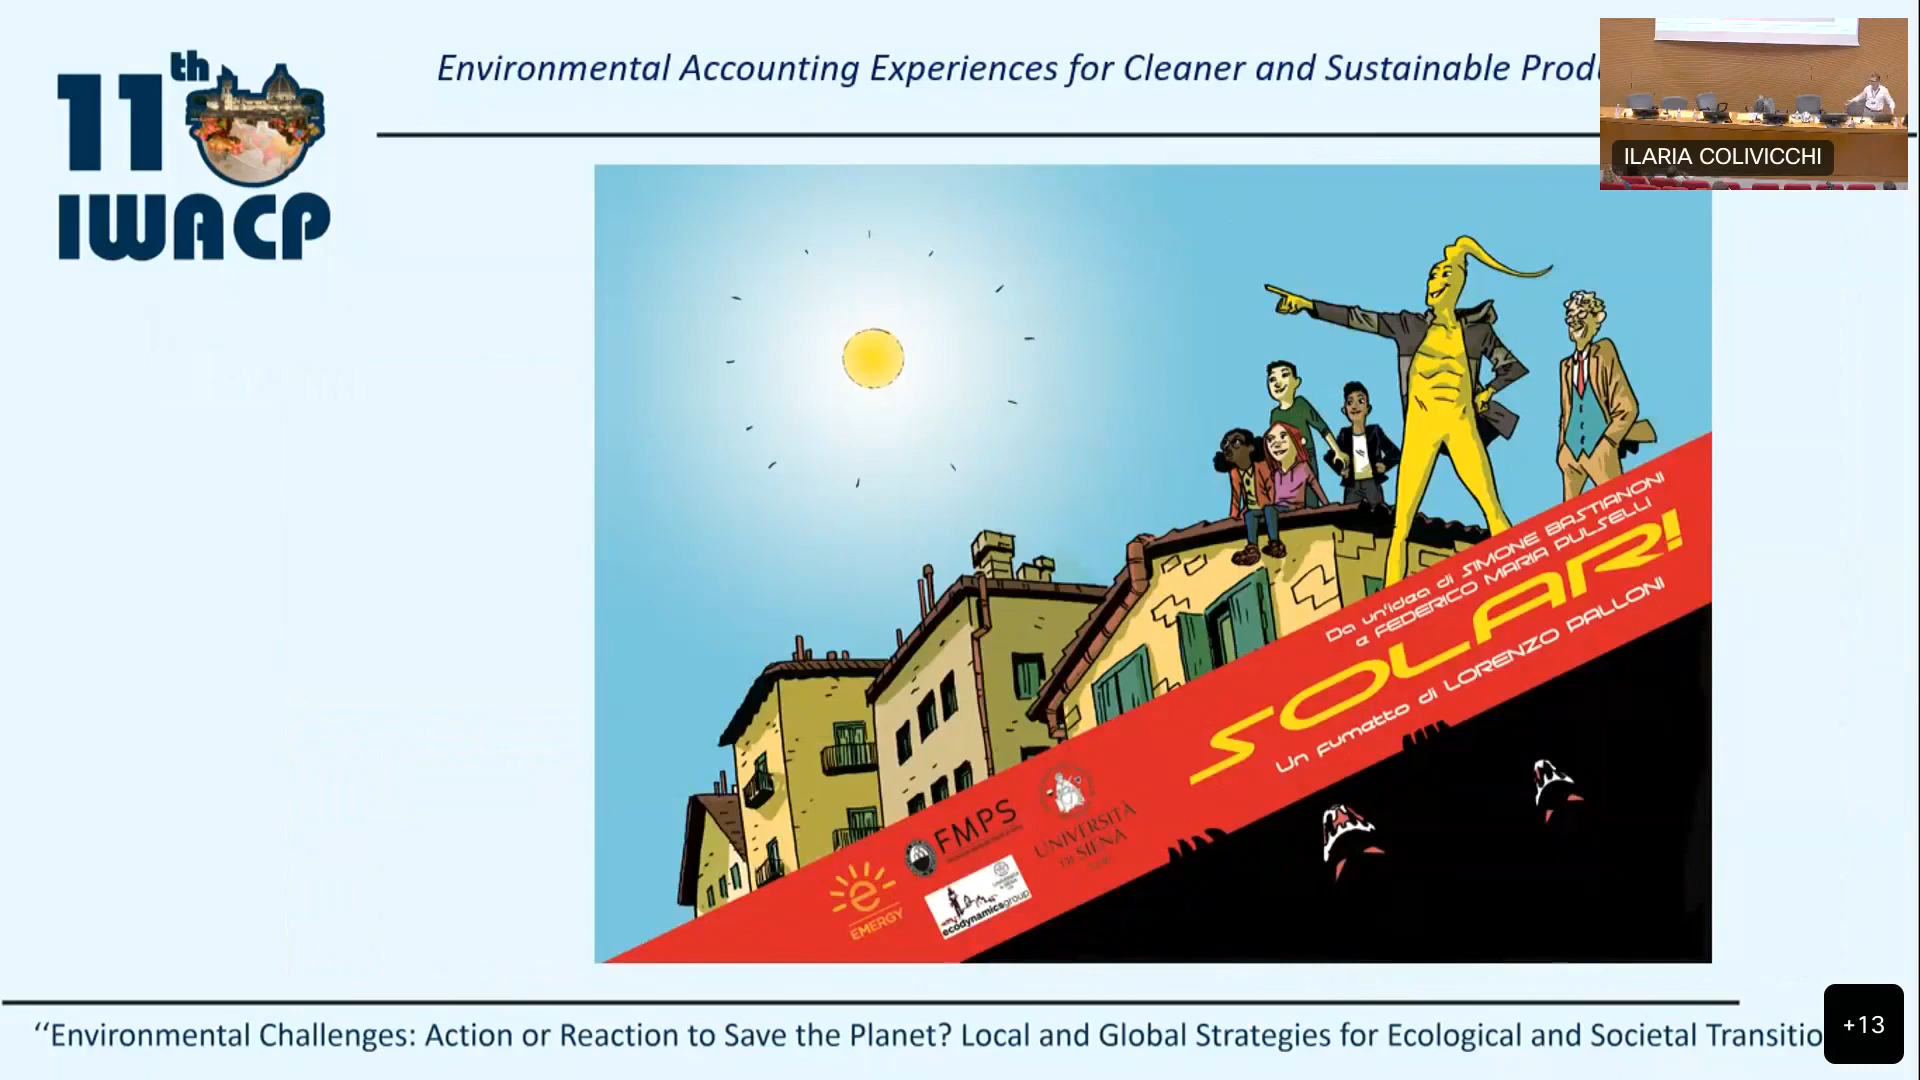 11th
IWACP
Environmental Accounting Experiences for Cleaner and Sustainable Produ
ILARIA COLIVICCHI
Da un'idea di SIMONE BASTIANONI
e FEDERICO MARIA PULSELLI
SOLAR!
Un fumetto di LORENZO PALLONI
EMERGY
FMPS
ecodynamicsgroup
UNIVERSITÀ
DI SIENA
“Environmental Challenges: Action or Reaction to Save the Planet? Local and Global Strategies for Ecological and Societal Transitio
+13